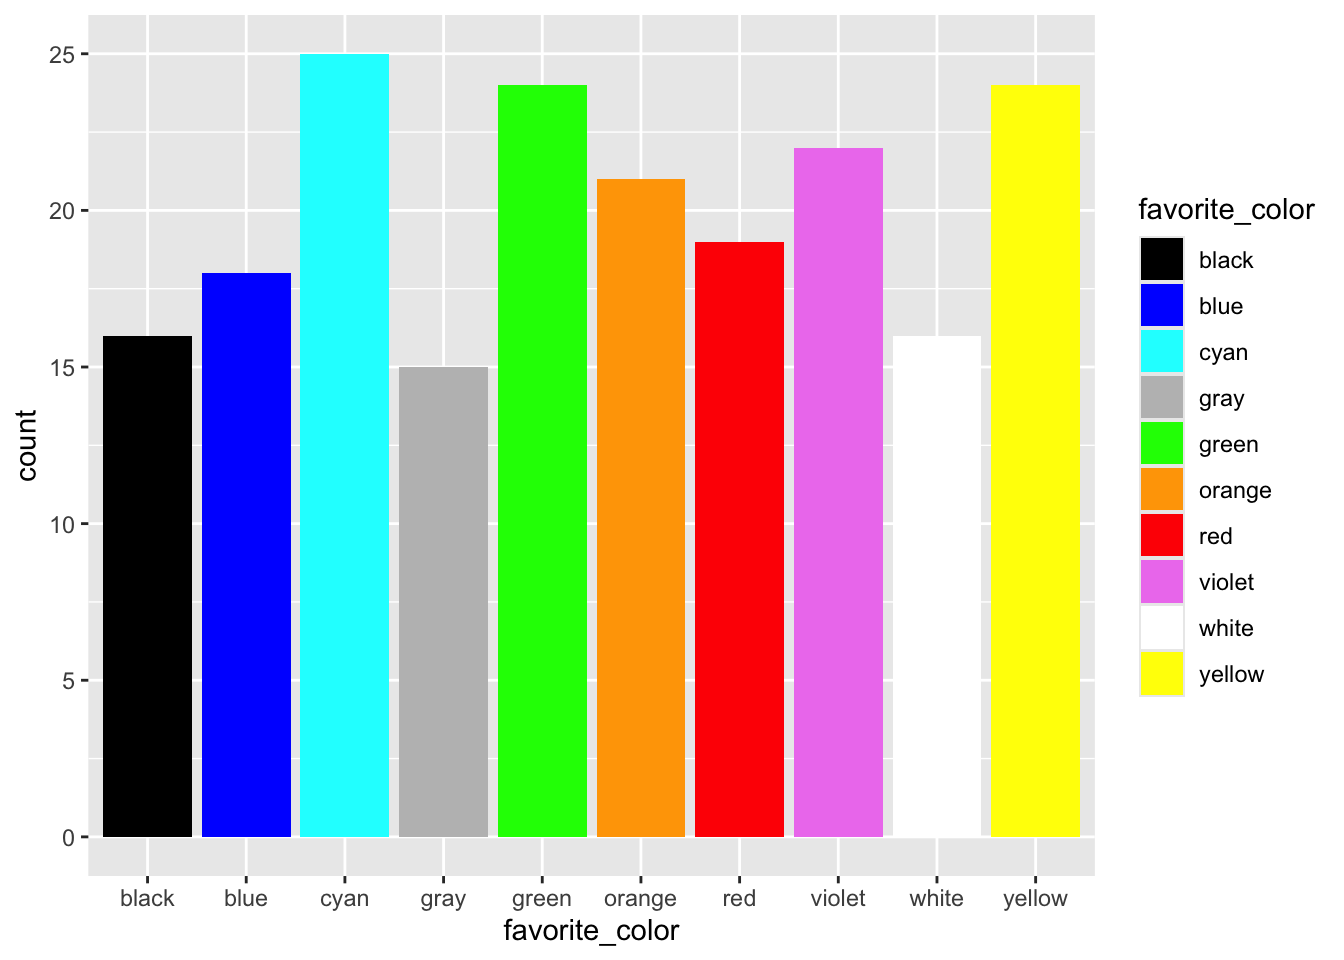 25
20
15
10
5
0
count
black blue cyan gray green orange red violet white yellow
favorite_color
favorite_color
black
blue
cyan
gray
green
orange
red
violet
white
yellow